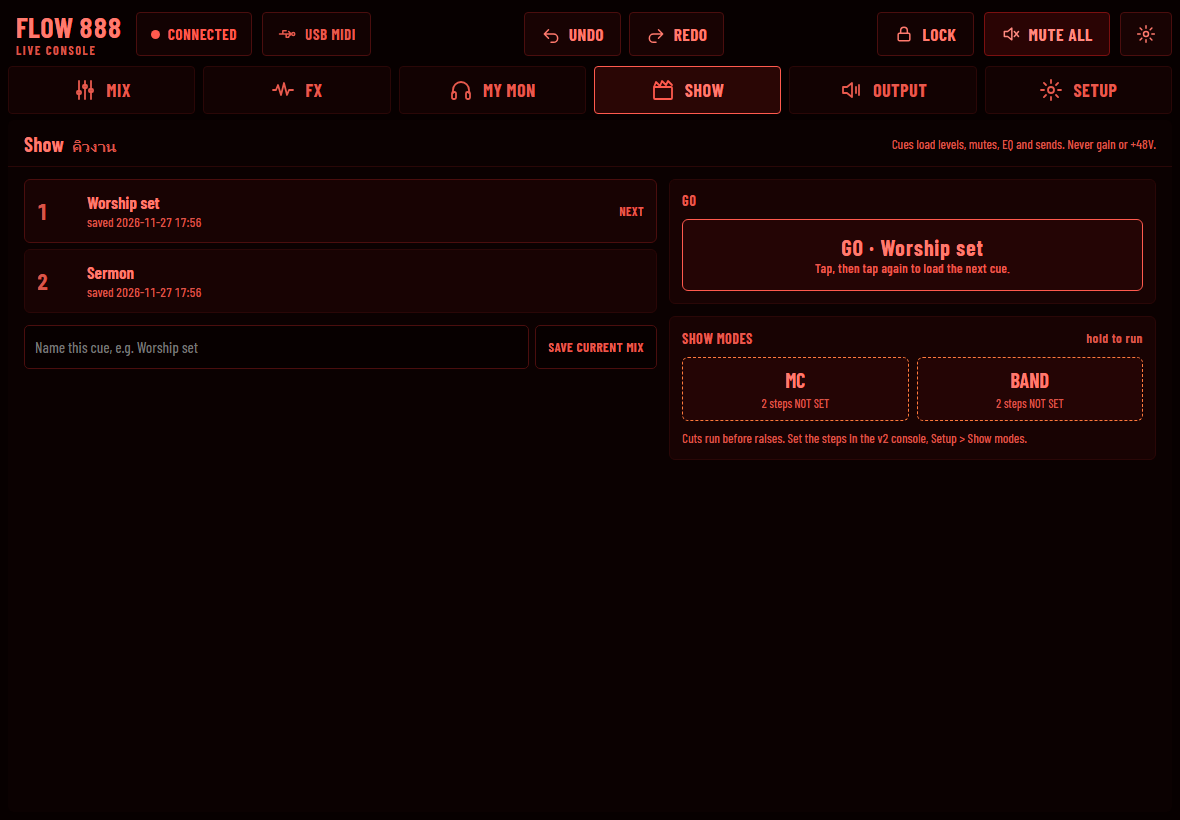 FLOW 888
LIVE CONSOLE
CONNECTED
USB MIDI
UNDO
REDO
LOCK
MUTE ALL
MIX
FX
MY MON
SHOW
OUTPUT
SETUP
Show คิวงาน
Cues load levels, mutes, EQ and sends. Never gain or +48V.
1
Worship set
saved 2026-11-27 17:56
NEXT
2
Sermon
saved 2026-11-27 17:56
Name this cue, e.g. Worship set
SAVE CURRENT MIX
GO
GO · Worship set
Tap, then tap again to load the next cue.
SHOW MODES
hold to run
MC
2 steps NOT SET
BAND
2 steps NOT SET
Cuts run before raises. Set the steps in the v2 console, Setup > Show modes.